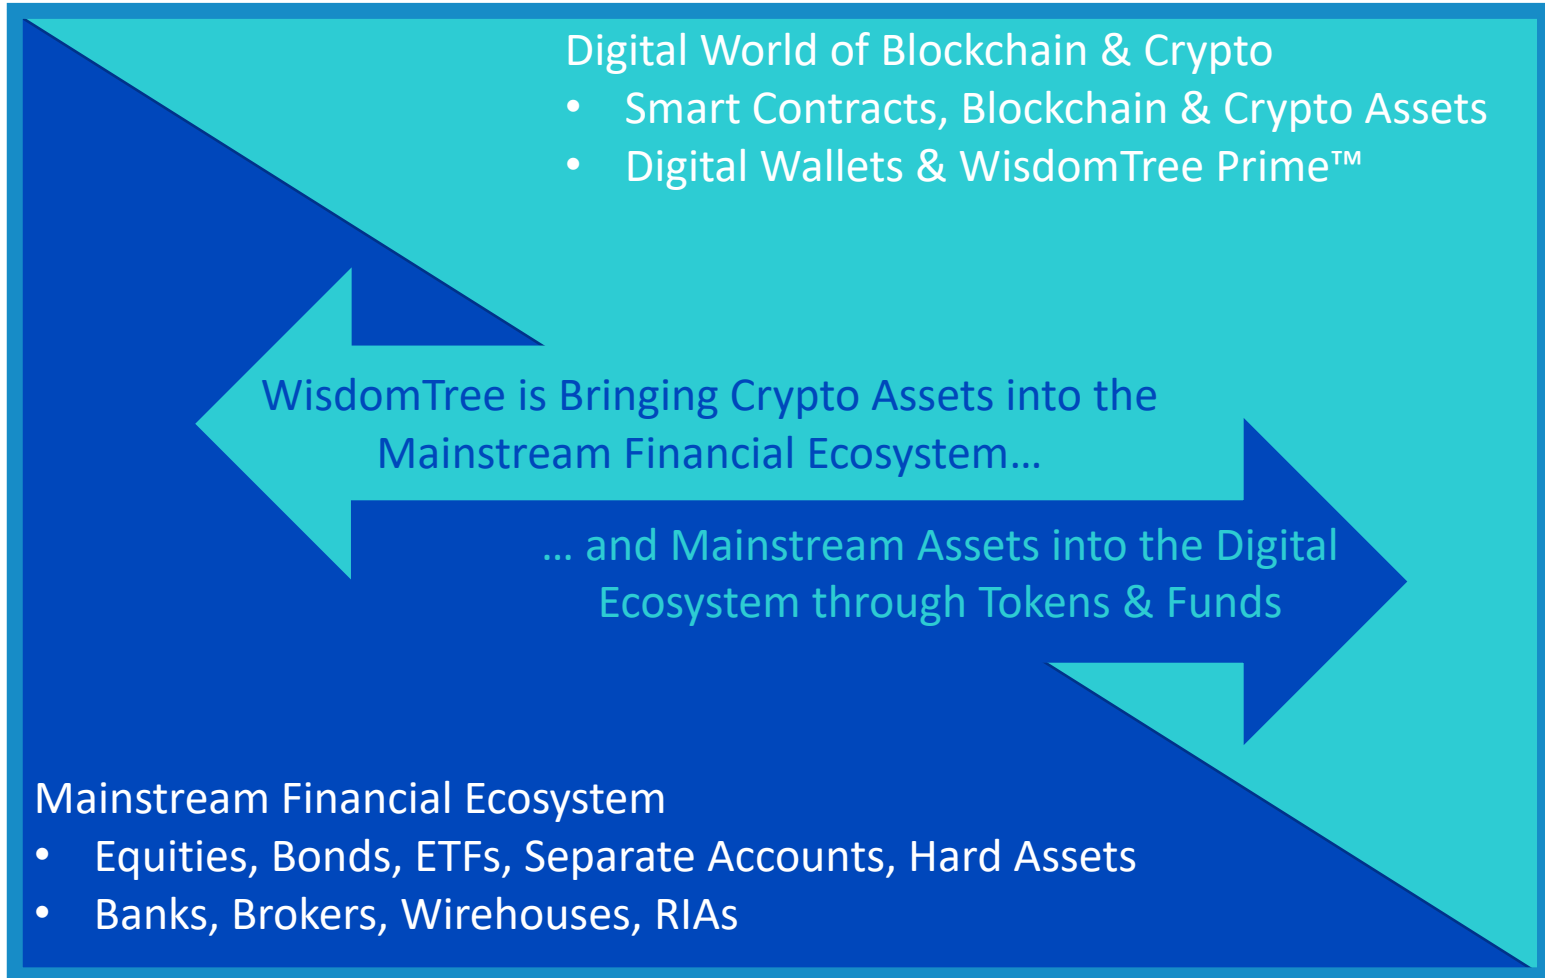 Digital World of Blockchain & Crypto
• Smart Contracts, Blockchain & Crypto Assets
• Digital Wallets & WisdomTree Prime™
WisdomTree is Bringing Crypto Assets into the
Mainstream Financial Ecosystem…
… and Mainstream Assets into the Digital
Ecosystem through Tokens & Funds
Mainstream Financial Ecosystem
• Equities, Bonds, ETFs, Separate Accounts, Hard Assets
• Banks, Brokers, Wirehouses, RIAs